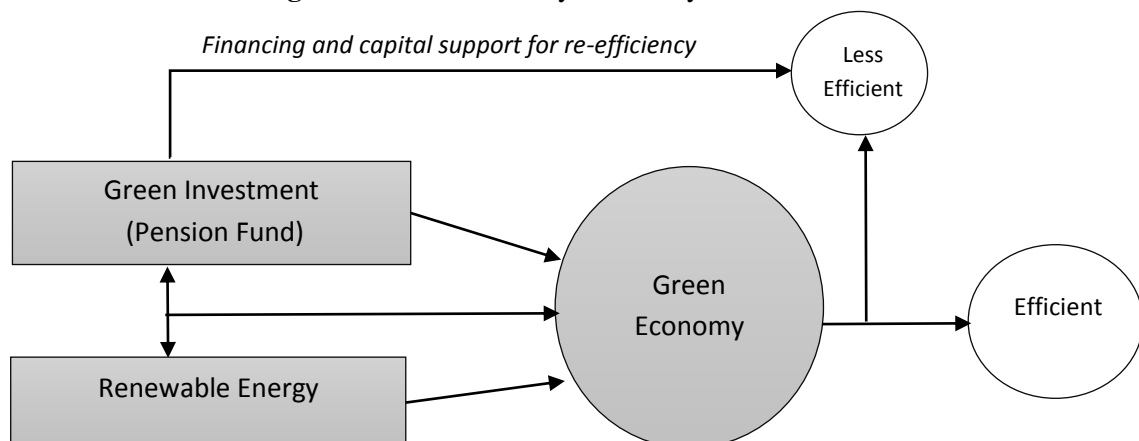 Financing and capital support for re-efficiency
Less
Efficient
Green Investment
(Pension Fund)
Green
Economy
Efficient
Renewable Energy